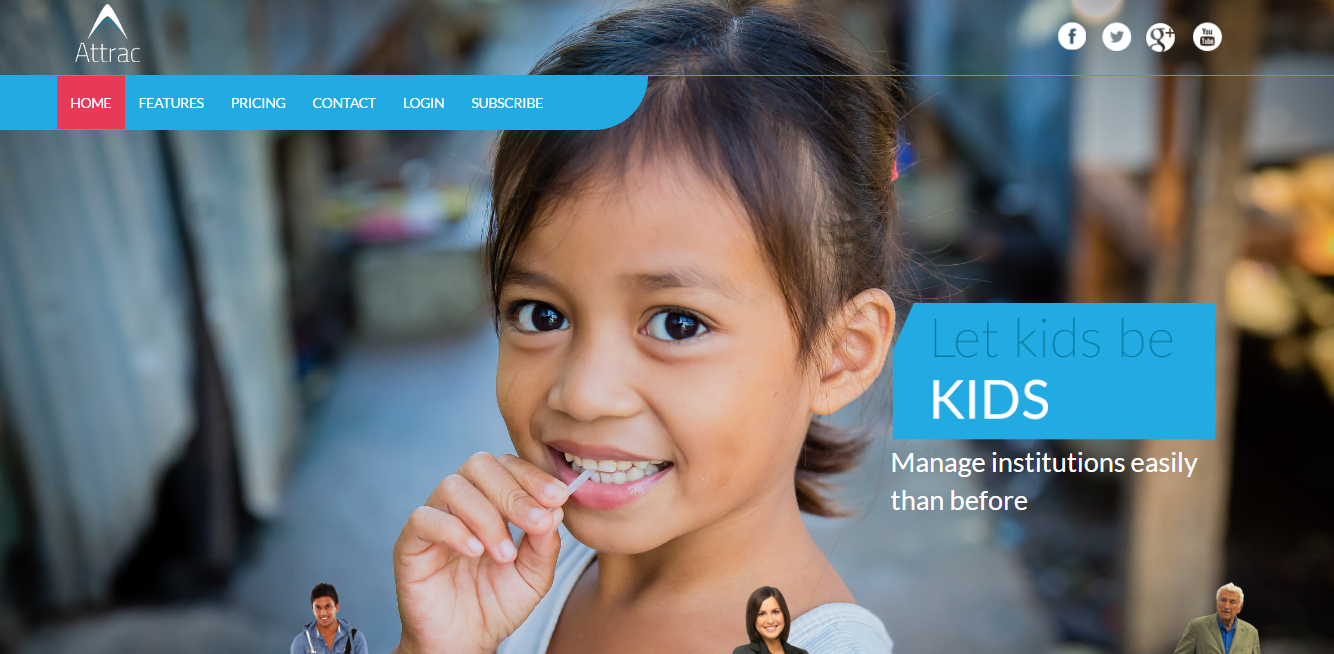 Attrac
f
g+
You
Tube
HOME FEATURES PRICING CONTACT LOGIN SUBSCRIBE
Let kids be
KIDS
Manage institutions easily
than before